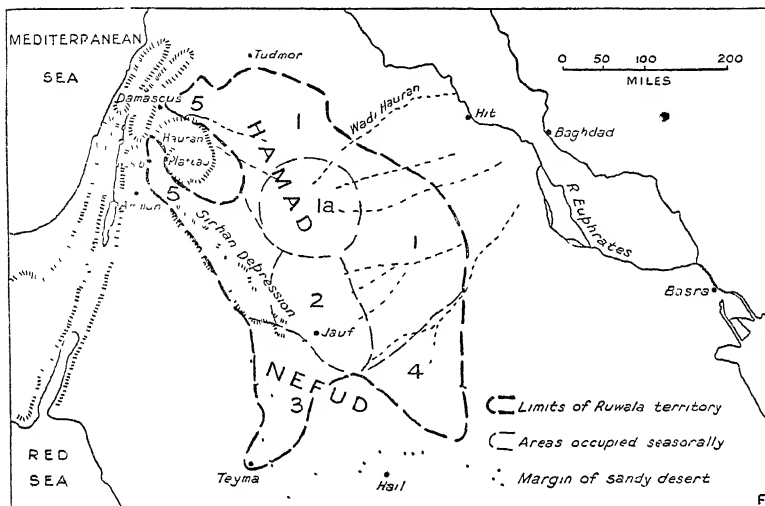 MEDITERRANEAN
SEA
Tudmor
0 50 100 200
MILES
Damascus
5
1
Wadi Hauran
Hit
Baghdad
Hauran
Plateau
HAMAD
1a
5
1
R Euphrates
Sirhan Depression
2
Jauf
Basra
NEFUD
4
3
Limits of Ruwala territory
Areas occupied seasonally
RED
SEA
Teyma
Hail
Margin of sandy desert